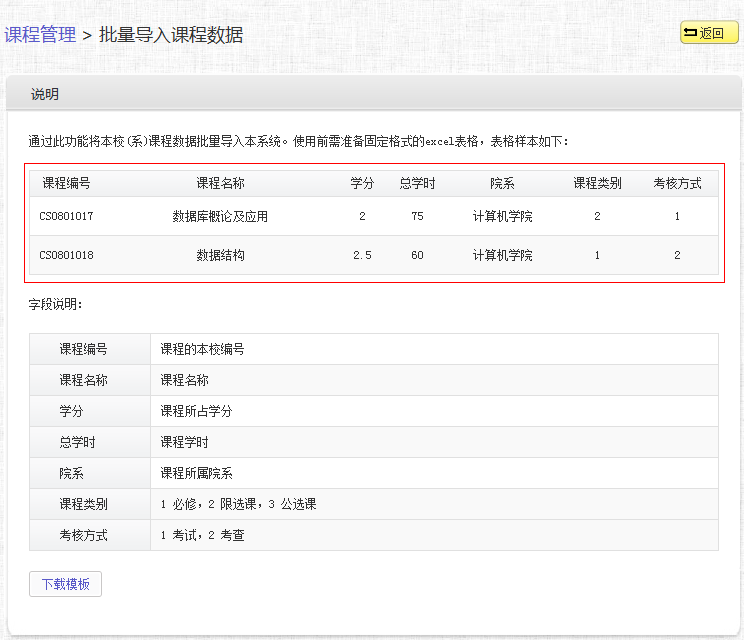 课程管理 > 批量导入课程数据
返回
说明
通过此功能将本校(系)课程数据批量导入本系统。使用前需准备固定格式的excel表格，表格样本如下：
课程编号 课程名称 学分 总学时 院系 课程类别 考核方式
CS0801017 数据库概论及应用 2 75 计算机学院 2 1
CS0801018 数据结构 2.5 60 计算机学院 1 2
字段说明：
课程编号 课程的本校编号
课程名称 课程名称
学分 课程所占学分
总学时 课程学时
院系 课程所属院系
课程类别 1 必修，2 限选课，3 公选课
考核方式 1 考试，2 考查
下载模板